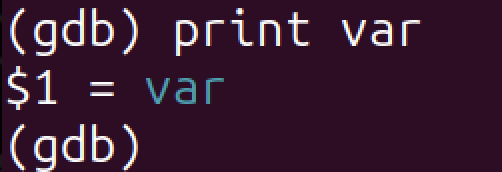 (gdb) print var
$1 = var
(gdb)